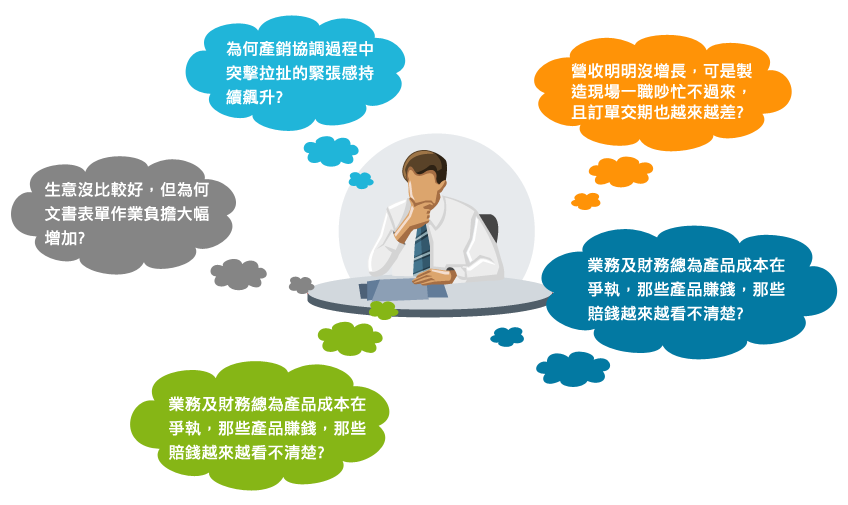 為何產銷協調過程中
突擊拉扯的緊張感持
續飆升?
營收明明沒增長，可是製
造現場一職吵忙不過來，
且訂單交期也越來越差?
生意沒比較好，但為何
文書表單作業負擔大幅
增加?
業務及財務總為產品成本在
爭執，那些產品賺錢，那些
賠錢越來越看不清楚?
業務及財務總為產品成本在
爭執，那些產品賺錢，那些
賠錢越來越看不清楚?